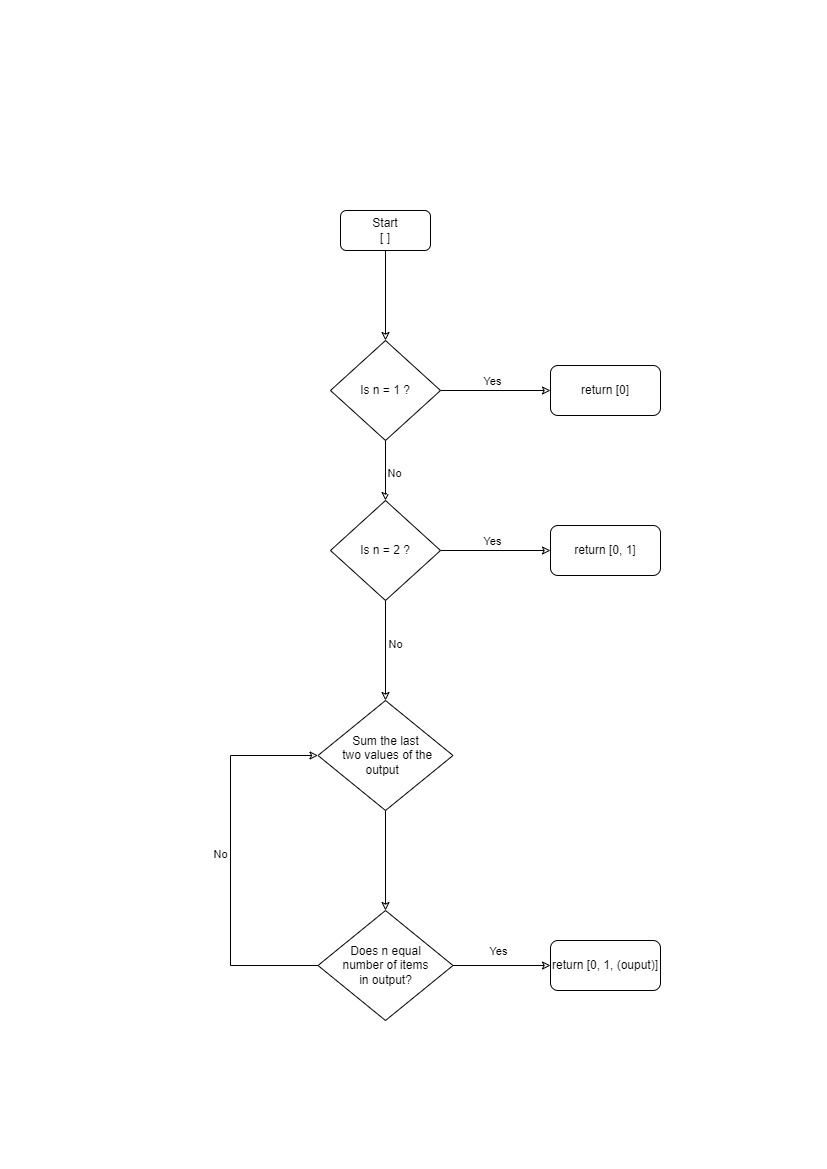 Start
[ ]
Is n = 1 ?
Yes
return [0]
No
Is n = 2 ?
Yes
return [0, 1]
No
Sum the last
two values of the
output
No
Does n equal
number of items
in output?
Yes
return [0, 1, (ouput)]